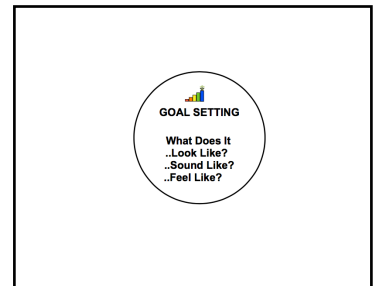 GOAL SETTING
What Does It
..Look Like?
..Sound Like?
..Feel Like?